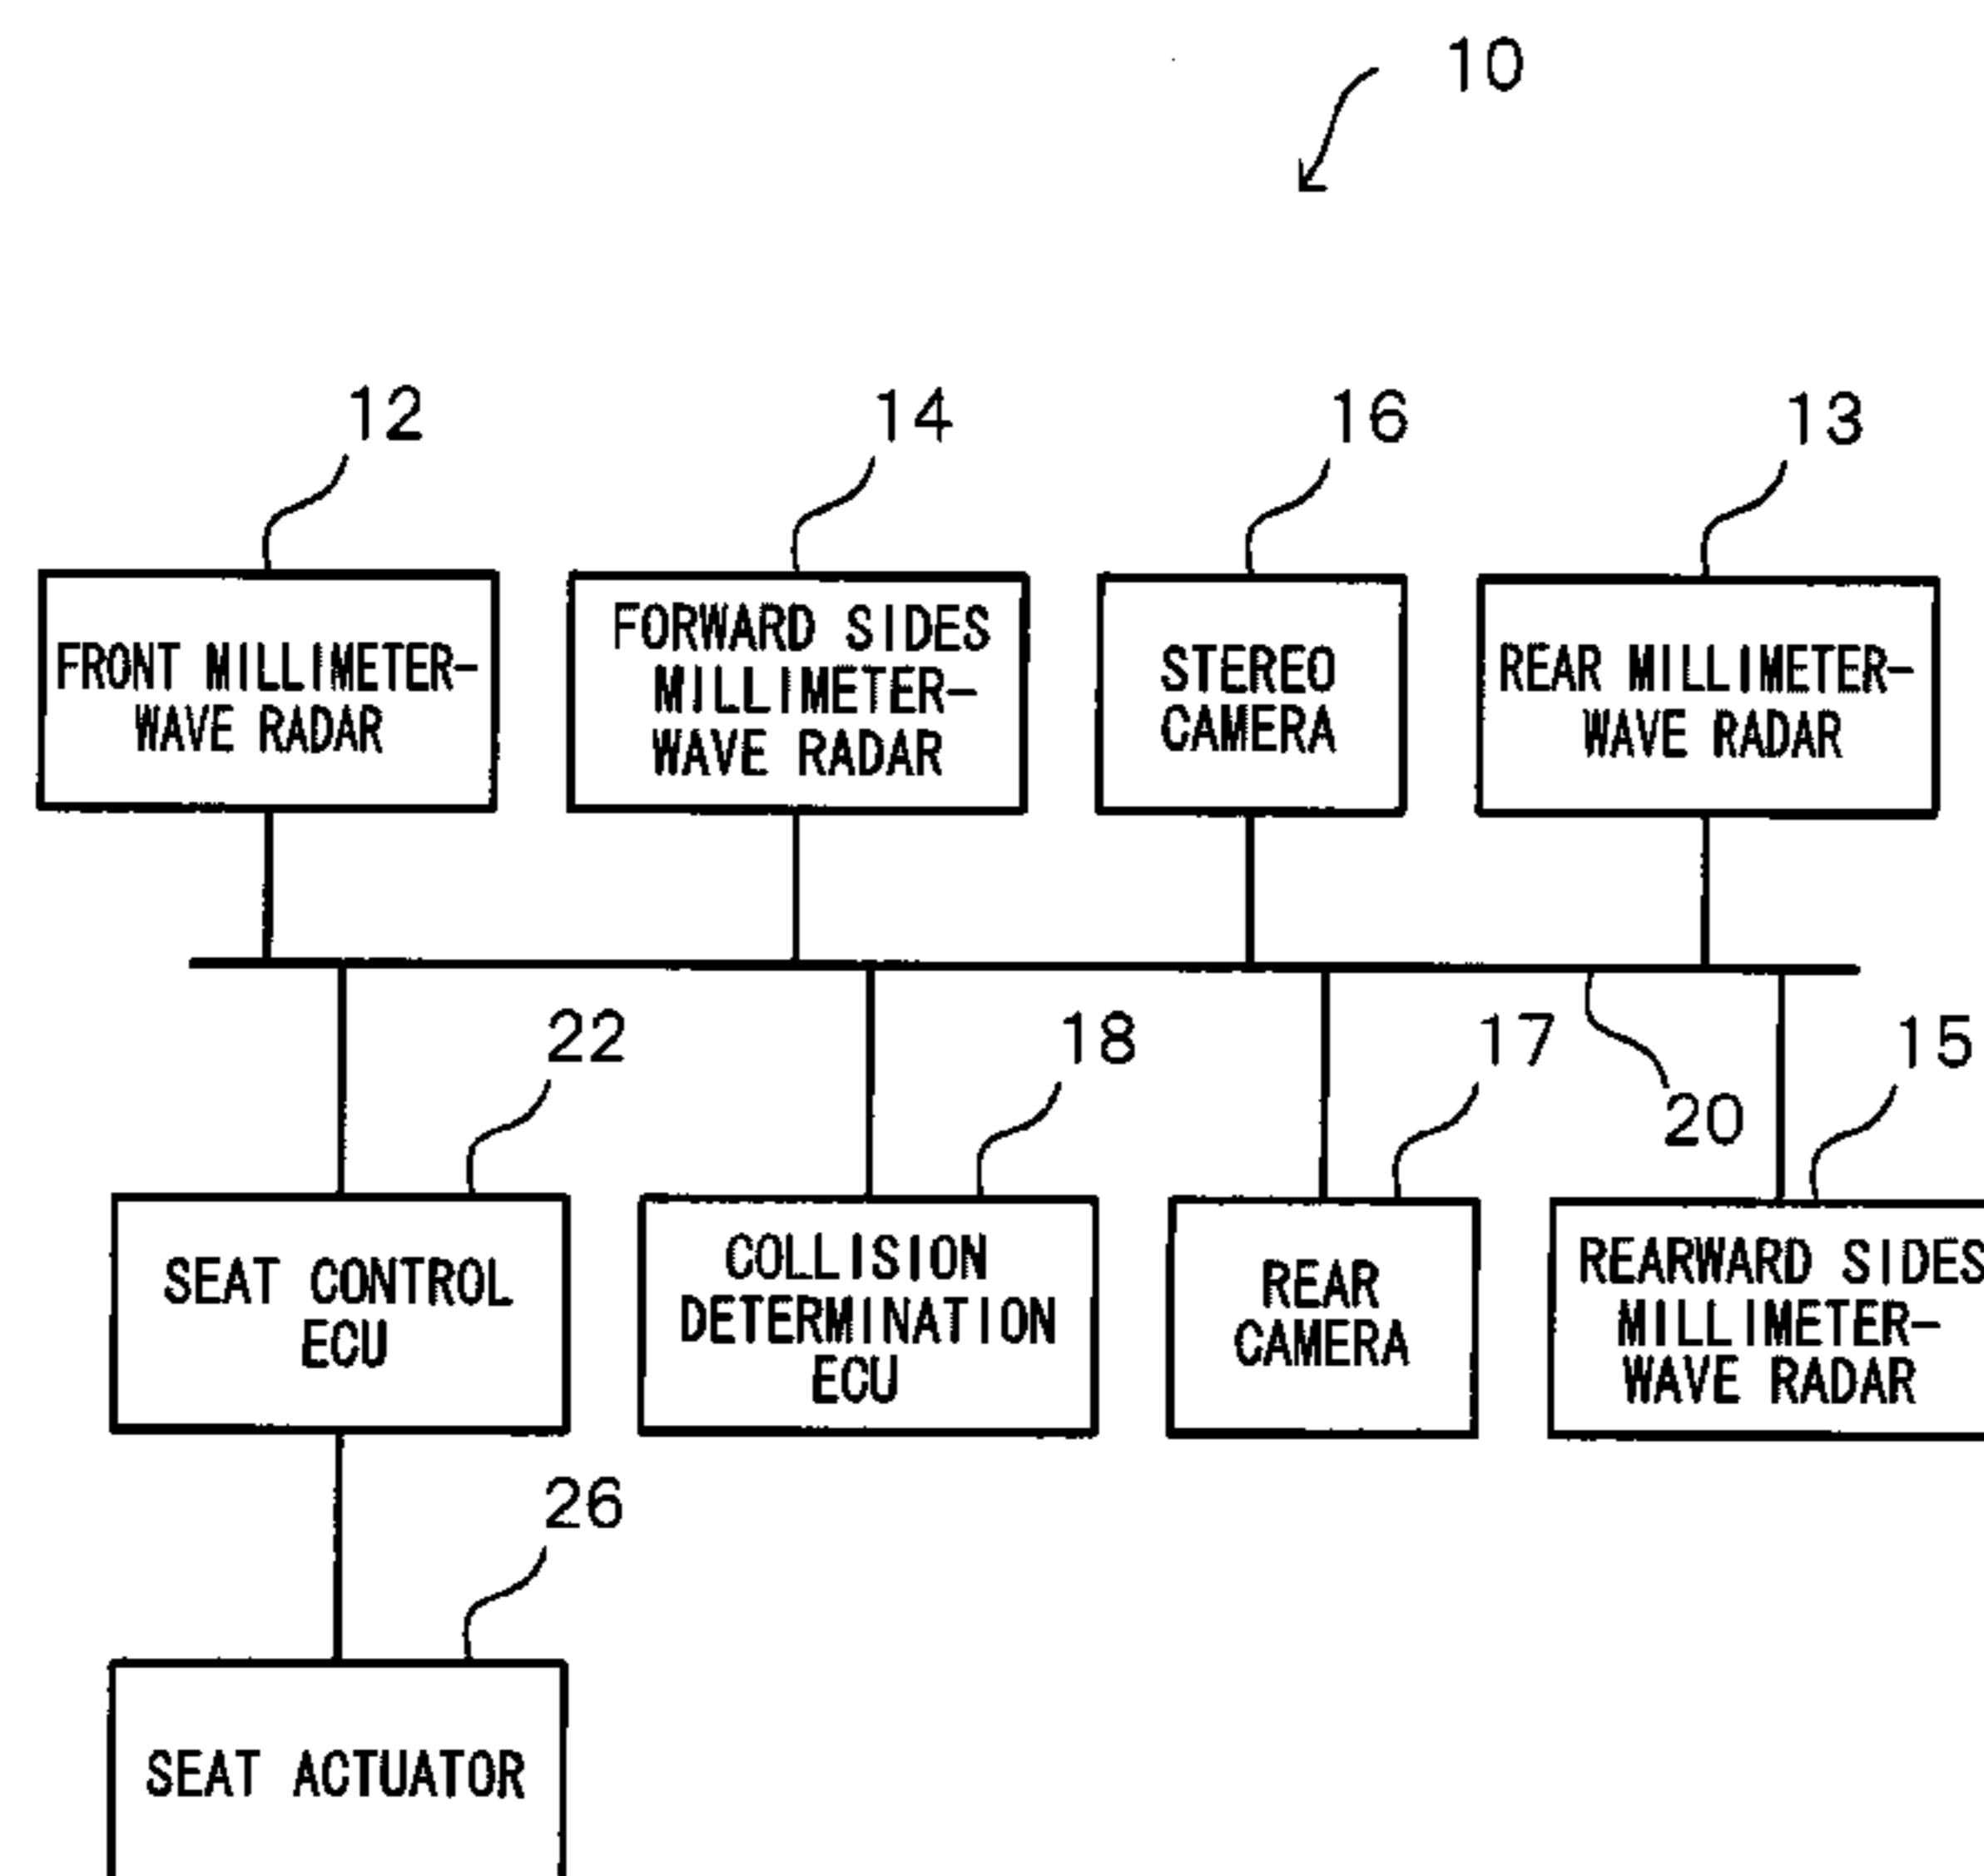 10
12
14
16
13
FRONT MILLIMETER-
WAVE RADAR
FORWARD SIDES
MILLIMETER-
WAVE RADAR
STEREO
CAMERA
REAR MILLIMETER-
WAVE RADAR
22
18
17
20
15
SEAT CONTROL
ECU
COLLISION
DETERMINATION
ECU
REAR
CAMERA
REARWARD SIDES
MILLIMETER-
WAVE RADAR
26
SEAT ACTUATOR